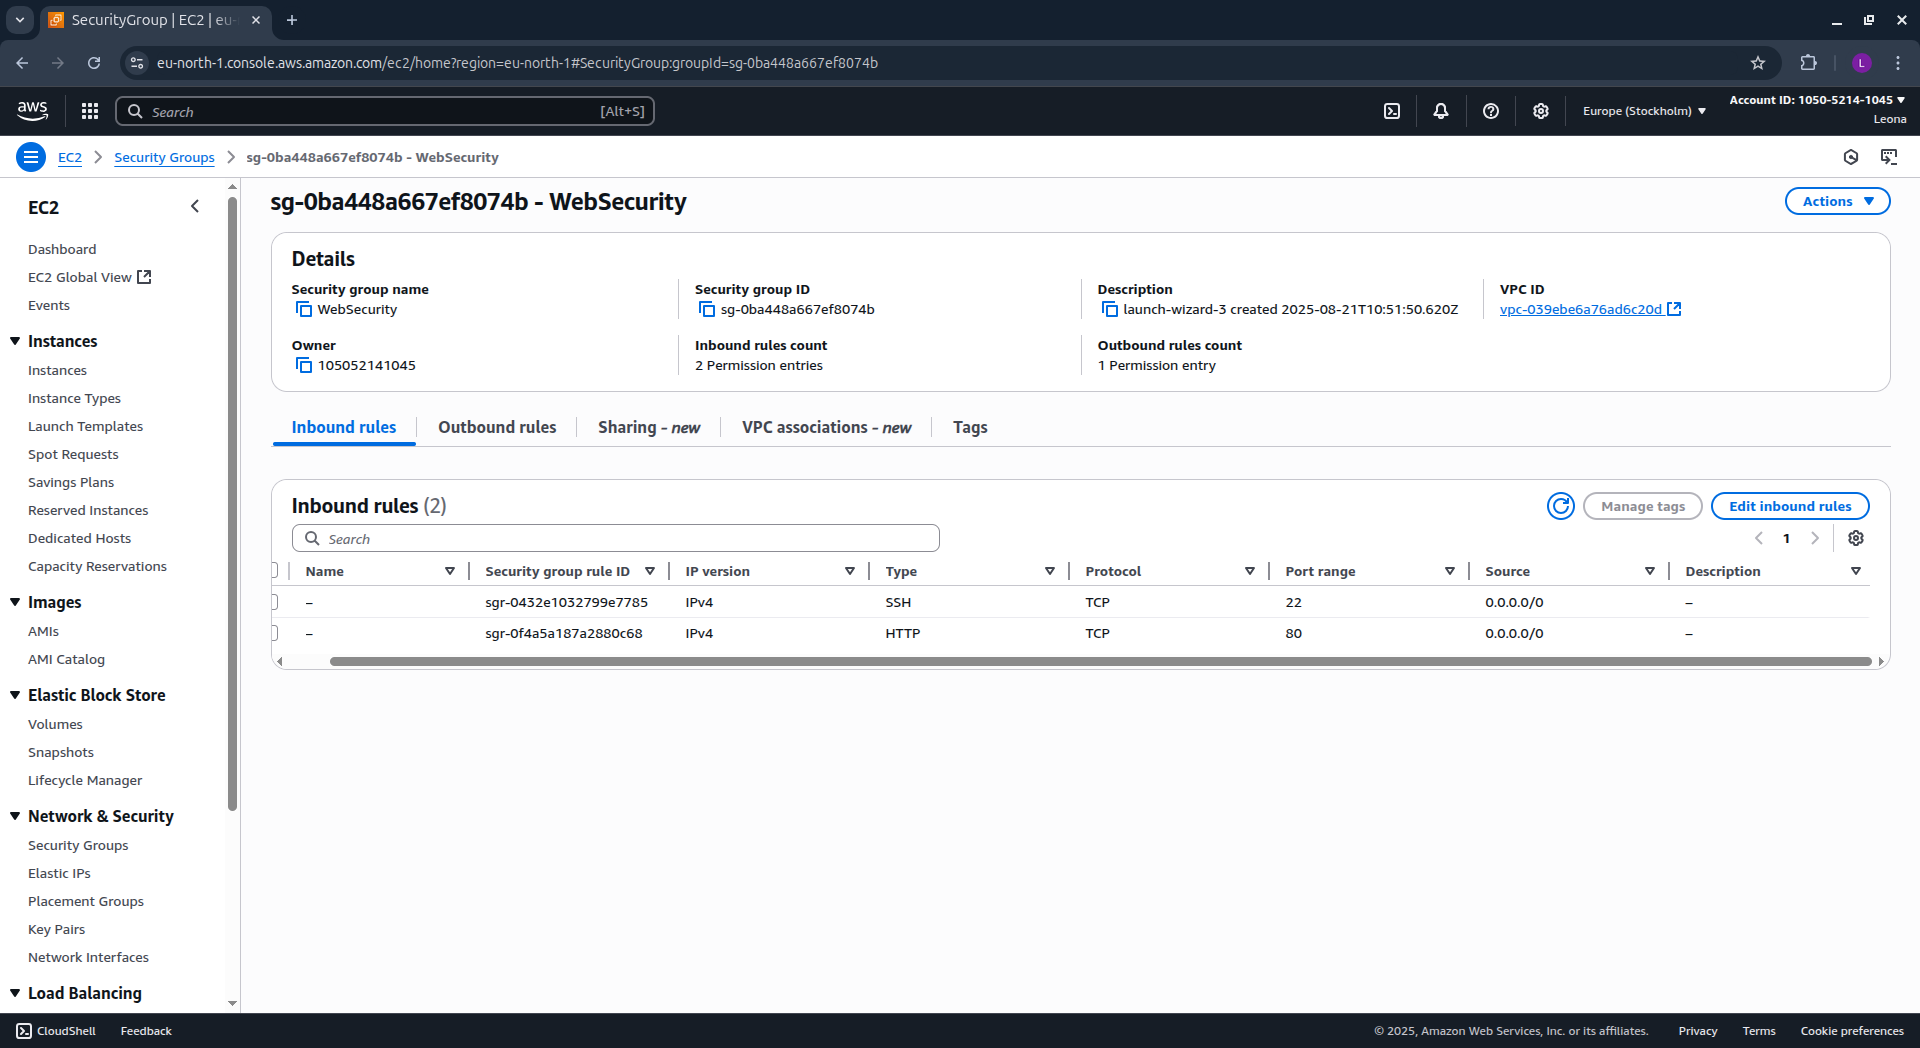 SecurityGroup | EC2 | eu-
eu-north-1.console.aws.amazon.com/ec2/home?region=eu-north-1#SecurityGroup:groupId=sg-0ba448a667ef8074b
L
aws
Search
[Alt+S]
Europe (Stockholm)
Account ID: 1050-5214-1045
Leona
EC2
Security Groups
sg-0ba448a667ef8074b - WebSecurity
EC2
Dashboard
EC2 Global View
Events
Instances
Instances
Instance Types
Launch Templates
Spot Requests
Savings Plans
Reserved Instances
Dedicated Hosts
Capacity Reservations
Images
AMIs
AMI Catalog
Elastic Block Store
Volumes
Snapshots
Lifecycle Manager
Network & Security
Security Groups
Elastic IPs
Placement Groups
Key Pairs
Network Interfaces
Load Balancing
sg-0ba448a667ef8074b - WebSecurity
Actions
Details
Security group name
WebSecurity
Security group ID
sg-0ba448a667ef8074b
Description
launch-wizard-3 created 2025-08-21T10:51:50.620Z
VPC ID
vpc-039ebe6a76ad6c20d
Owner
105052141045
Inbound rules count
2 Permission entries
Outbound rules count
1 Permission entry
Inbound rules
Outbound rules
Sharing - new
VPC associations - new
Tags
Inbound rules (2)
Manage tags
Edit inbound rules
Search
1
Name Security group rule ID IP version Type Protocol Port range Source Description
– sgr-0432e1032799e7785 IPv4 SSH TCP 22 0.0.0.0/0 –
– sgr-0f4a5a187a2880c68 IPv4 HTTP TCP 80 0.0.0.0/0 –
CloudShell
Feedback
© 2025, Amazon Web Services, Inc. or its affiliates.
Privacy
Terms
Cookie preferences